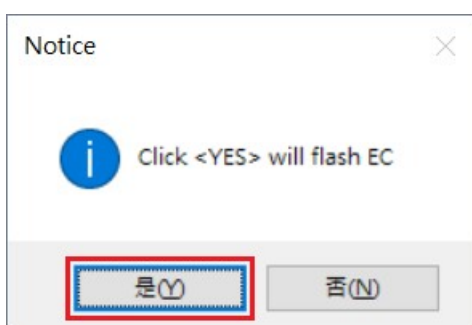 Notice
Click <YES> will flash EC
是(Y)
否(N)